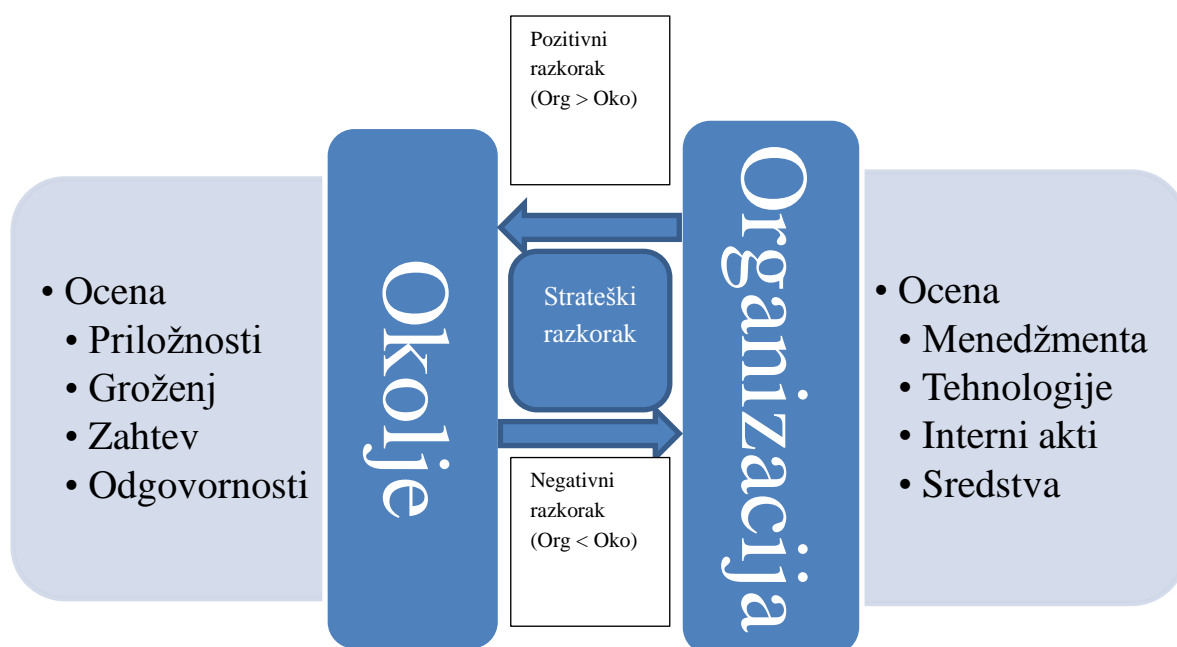 • Ocena
• Priložnosti
• Groženj
• Zahtev
• Odgovornosti
Okolje
Pozitivni
razkorak
(Org > Oko)
Strateški
razkorak
Negativni
razkorak
(Org < Oko)
Organizacija
• Ocena
• Menedžmenta
• Tehnologije
• Interni akti
• Sredstva